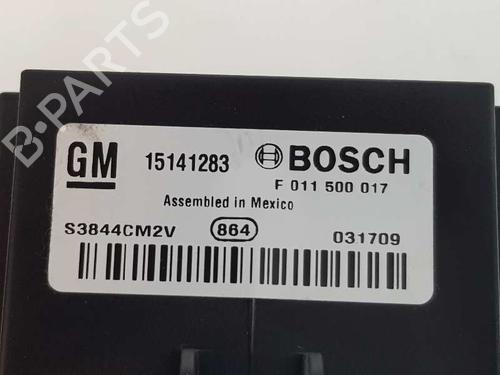 B-PARTS
GM 15141283 BOSCH
F 011 500 017
Assembled in Mexico
S3844CM2V 864 031709